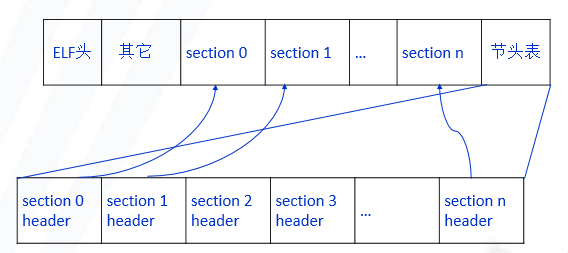 ELF头 其它 section 0 section 1 ... section n 节头表
section 0 section 1 section 2 section 3 section n
header header header header ... header